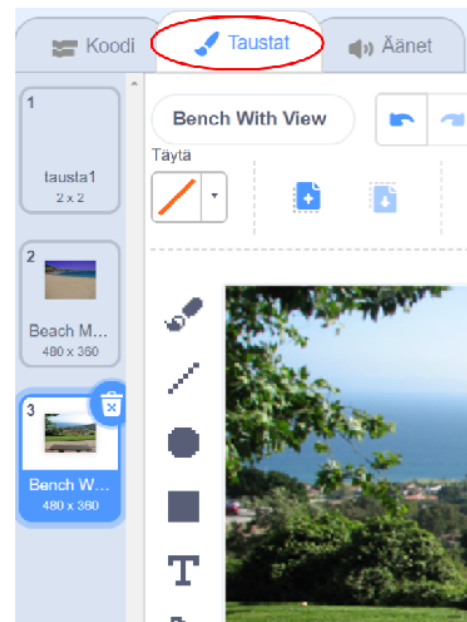 Koodi Taustat Äänet
1
tausta1
2 x 2
Bench With View
Täytä
2
Beach M...
480 x 360
3
Bench W...
480 x 360
T